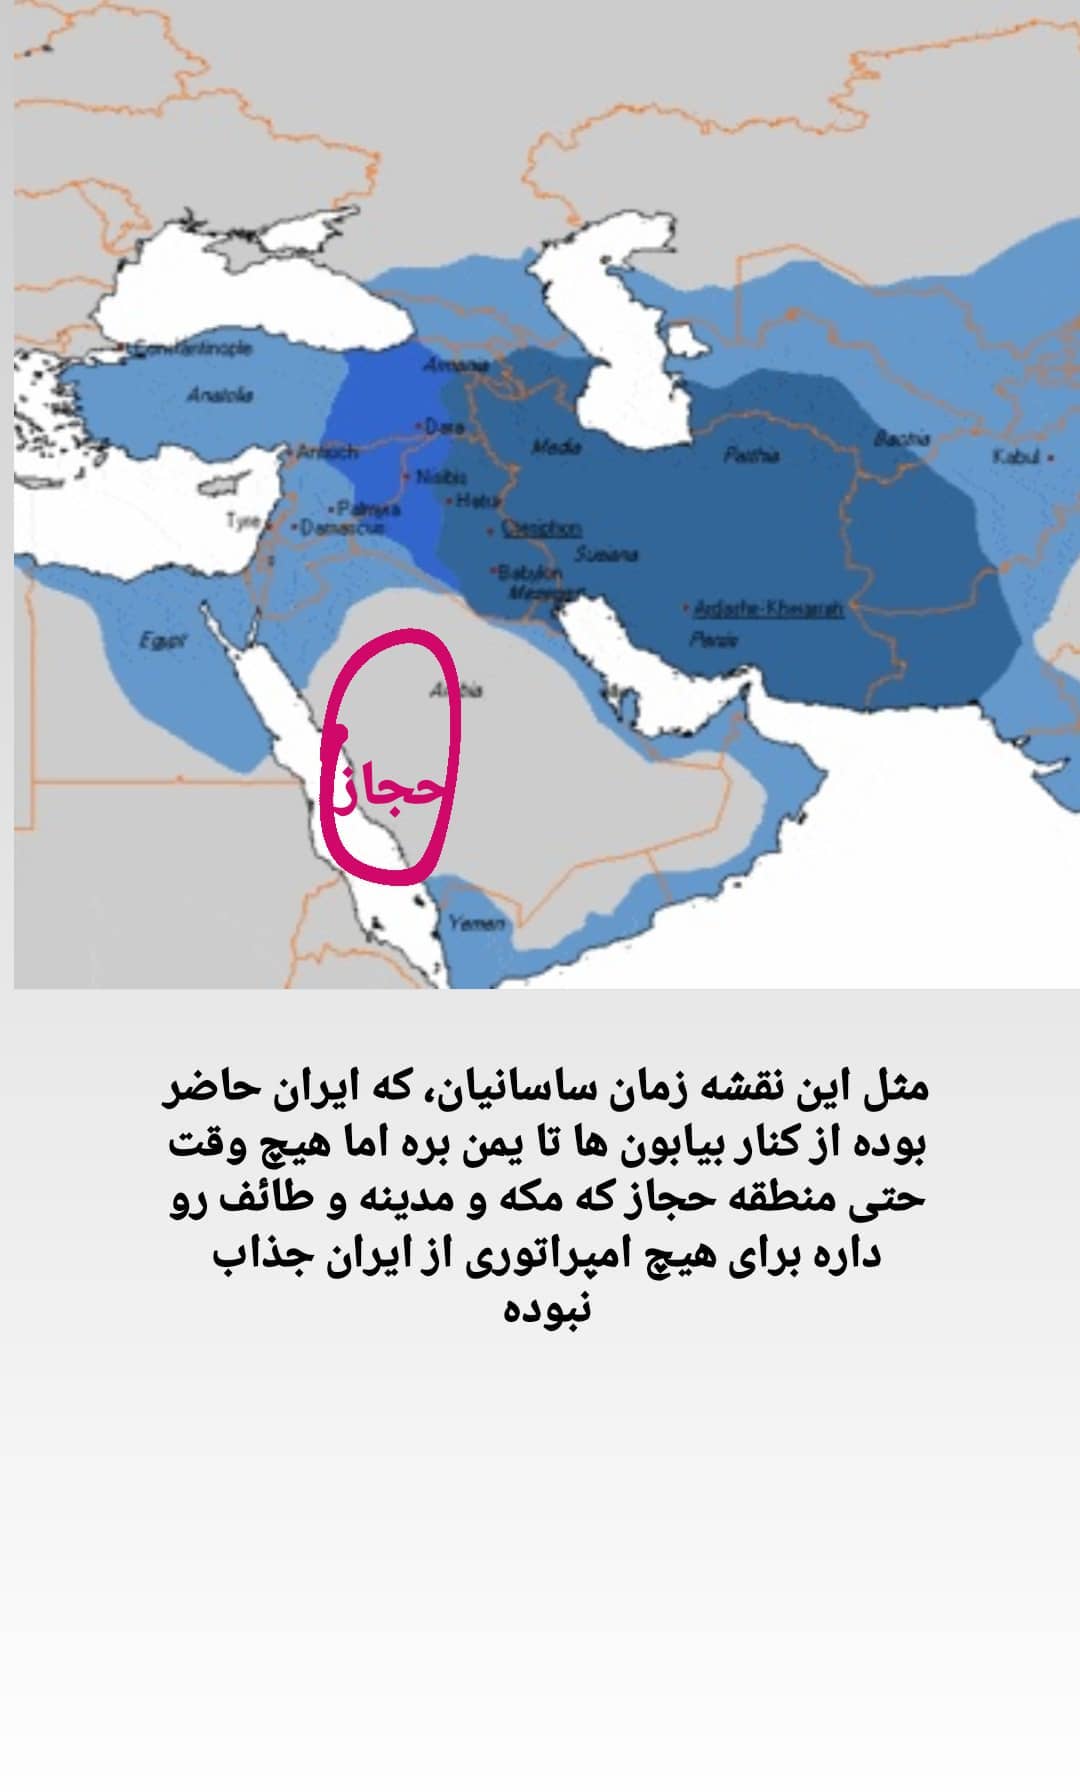 Constantinople
Anatolia
Armenia
Dara
Antioch
Nisibis
Media
Parthia
Bactria
Kabul
Palmyra
Hatra
Tyre
Damascus
Ctesiphon
Susiana
Babylon
Ardashir-Khwarrah
Persis
Egypt
Arabia
حجاز
Yemen
مثل این نقشه زمان ساسانیان، که ایران حاضر
بوده از کنار بیابون ها تا یمن بره اما هیچ وقت
حتی منطقه حجاز که مکه و مدینه و طائف رو
داره برای هیچ امپراتوری از ایران جذاب
نبوده